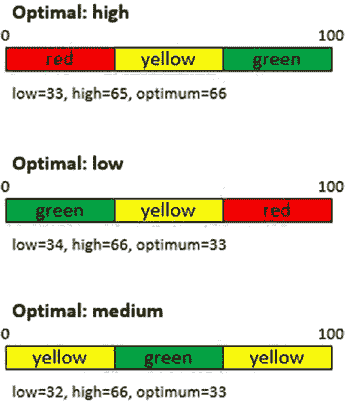 Optimal: high
0 100
red yellow green
low=33, high=65, optimum=66
Optimal: low
0 100
green yellow red
low=34, high=66, optimum=33
Optimal: medium
0 100
yellow green yellow
low=32, high=66, optimum=33